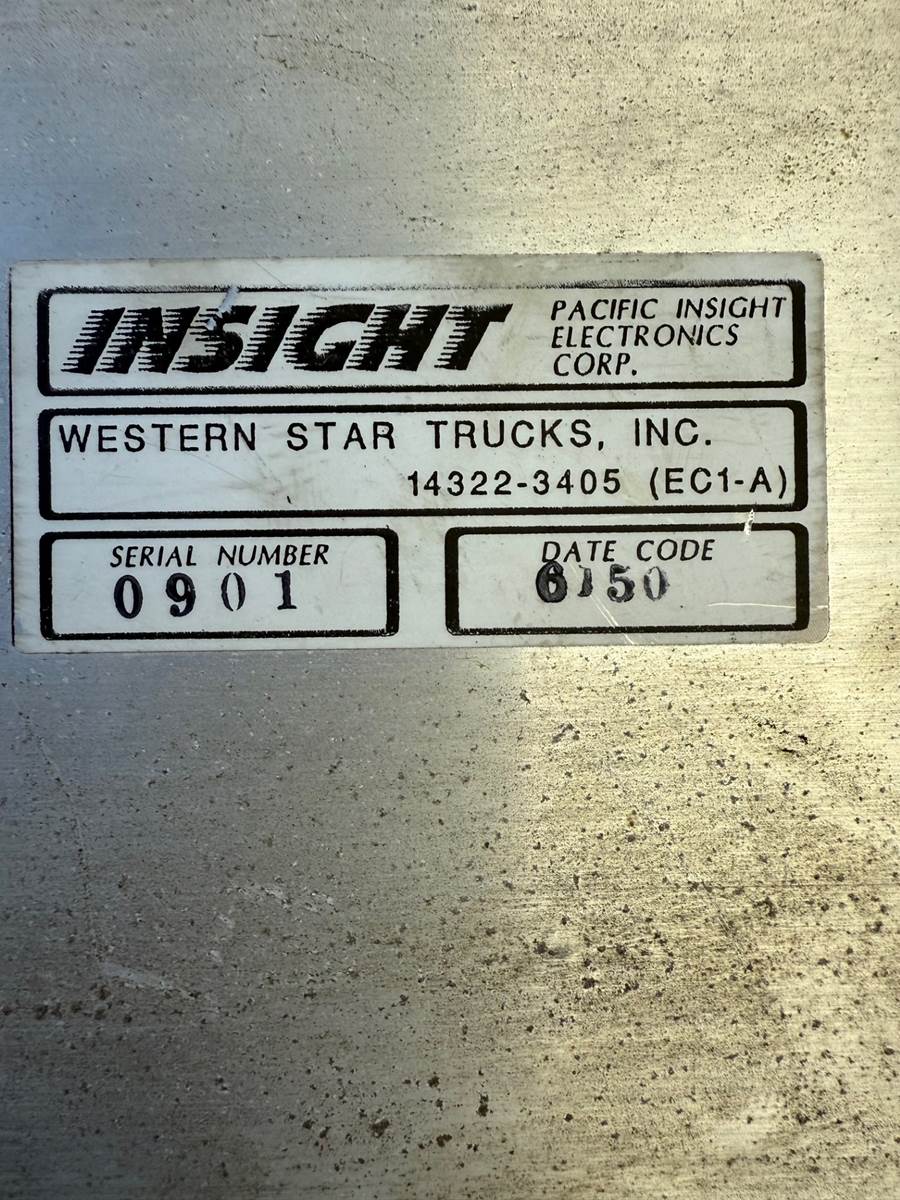 INSIGHT
PACIFIC INSIGHT
ELECTRONICS
CORP.
WESTERN STAR TRUCKS, INC.
14322-3405 (EC1-A)
SERIAL NUMBER
0901
DATE CODE